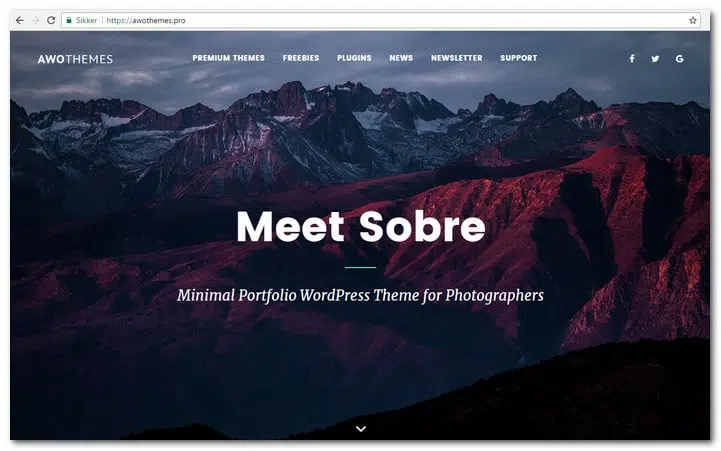 Sikker | https://awothemes.pro
AWOTHEMES PREMIUM THEMES FREEBIES PLUGINS NEWS NEWSLETTER SUPPORT
Meet Sobre
Minimal Portfolio WordPress Theme for Photographers